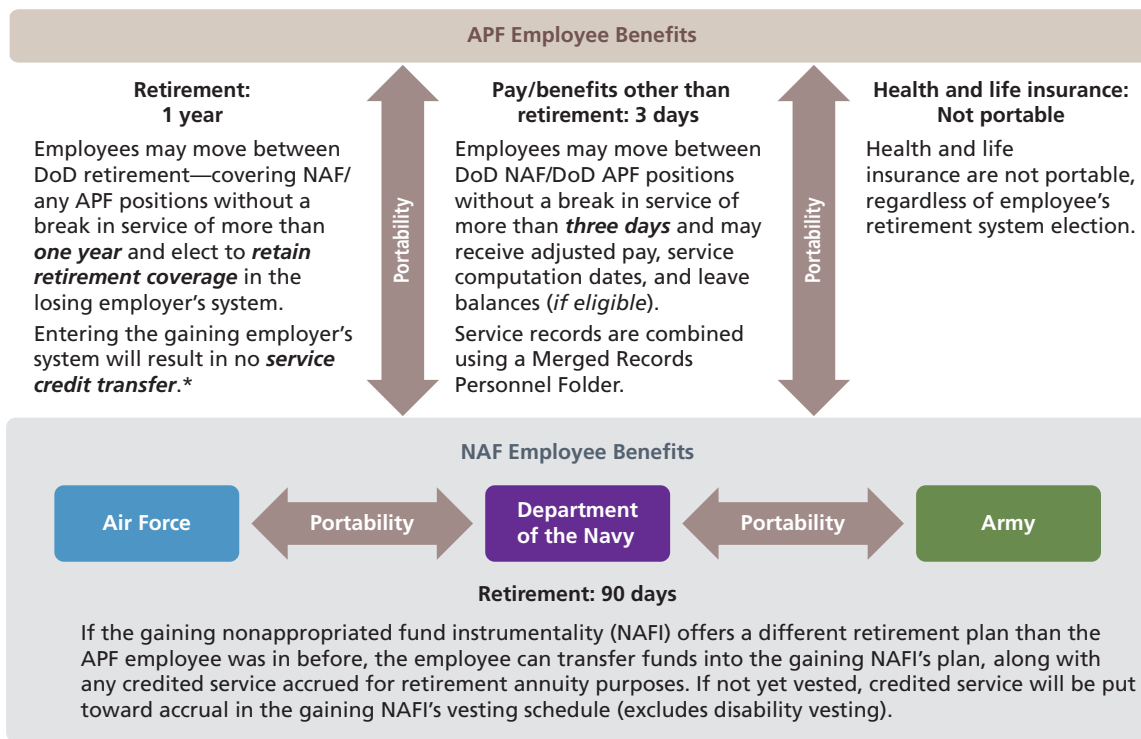 APF Employee Benefits
Retirement:
1 year
Employees may move between
DoD retirement—covering NAF/
any APF positions without a
break in service of more than
one year and elect to retain
retirement coverage in the
losing employer's system.
Entering the gaining employer's
system will result in no service
credit transfer.*
Portability
Pay/benefits other than
retirement: 3 days
Employees may move between
DoD NAF/DoD APF positions
without a break in service of
more than three days and may
receive adjusted pay, service
computation dates, and leave
balances (if eligible).
Service records are combined
using a Merged Records
Personnel Folder.
Portability
Health and life insurance:
Not portable
Health and life
insurance are not portable,
regardless of employee's
retirement system election.
NAF Employee Benefits
Air Force
Portability
Department
of the Navy
Portability
Army
Retirement: 90 days
If the gaining nonappropriated fund instrumentality (NAFI) offers a different retirement plan than the
APF employee was in before, the employee can transfer funds into the gaining NAFI's plan, along with
any credited service accrued for retirement annuity purposes. If not yet vested, credited service will be put
toward accrual in the gaining NAFI's vesting schedule (excludes disability vesting).